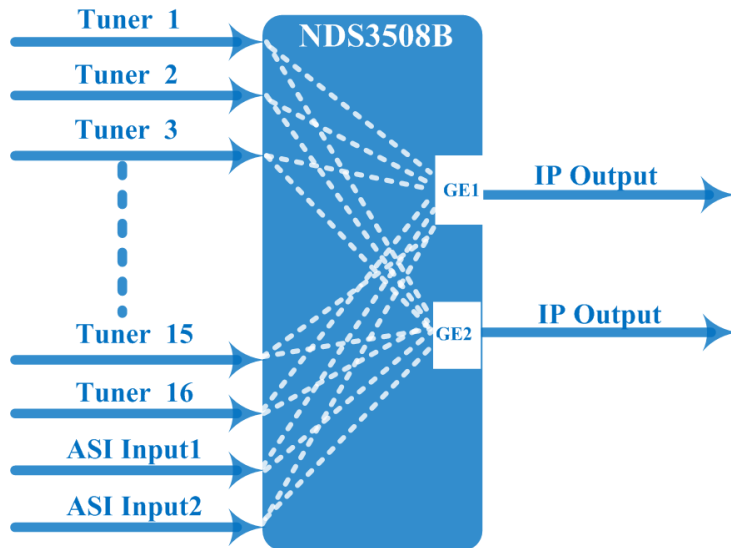 Tuner 1
NDS3508B
Tuner 2
Tuner 3
GE1
IP Output
Tuner 15
GE2
IP Output
Tuner 16
ASI Input1
ASI Input2